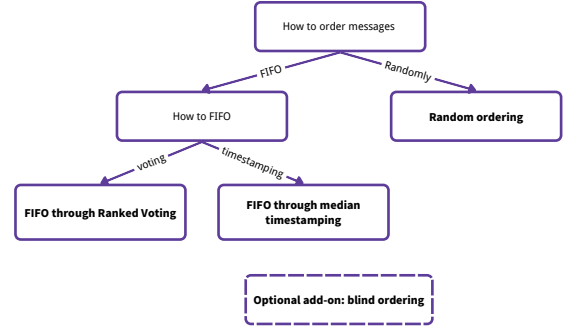 How to order messages
FIFO
Randomly
How to FIFO
Random ordering
voting
timestamping
FIFO through Ranked Voting
FIFO through median
timestamping
Optional add-on: blind ordering